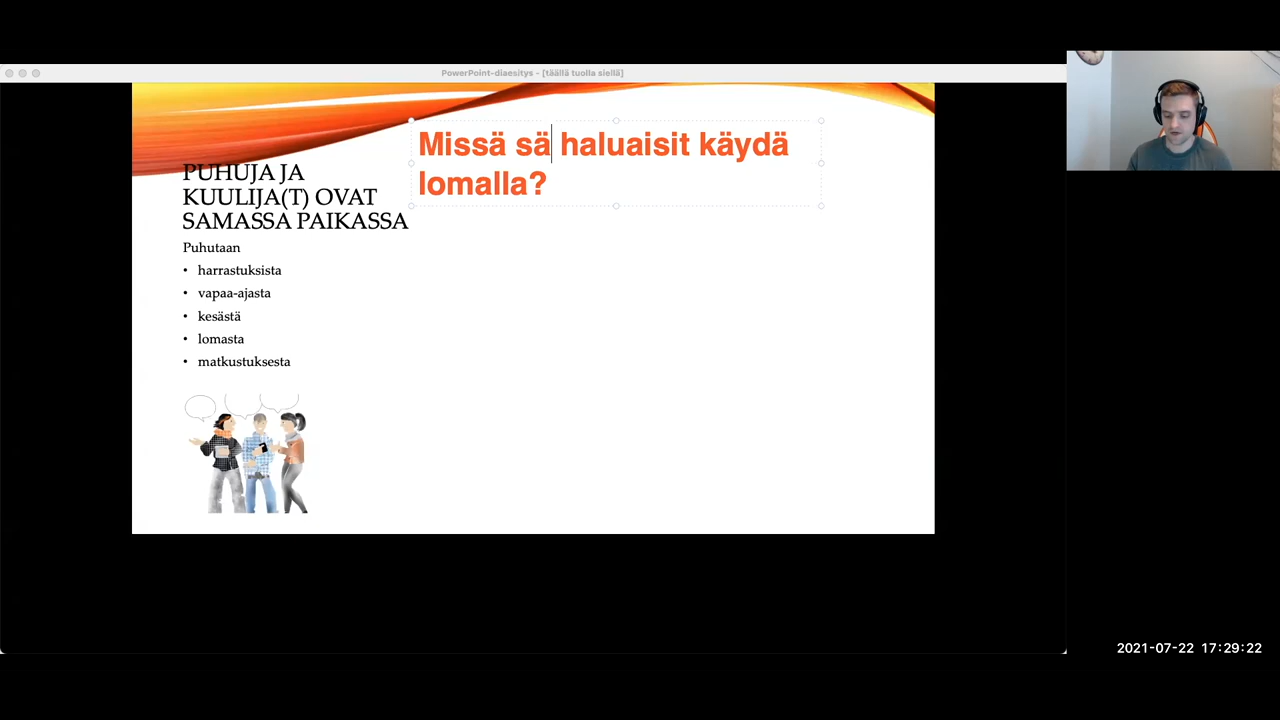 PowerPoint-diaesitys - [täällä tuolla siellä]
Missä sä haluaisit käydä
lomalla?
PUHUJA JA
KUULIJA(T) OVAT
SAMASSA PAIKASSA
Puhutaan
• harrastuksista
• vapaa-ajasta
• kesästä
• lomasta
• matkustuksesta
2021-07-22 17:29:22